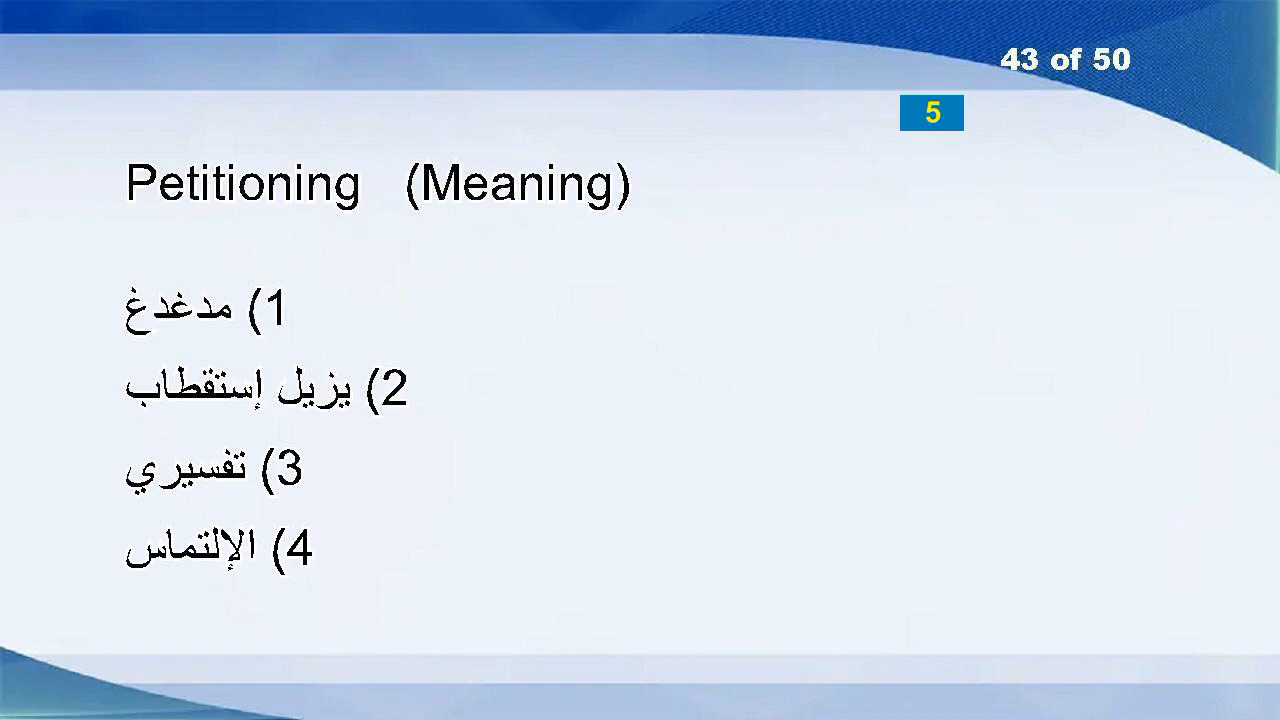 43 of 50
5
Petitioning (Meaning)
1) مدغدغ
2) يزيل إستقطاب
3) تفسيري
4) الإلتماس